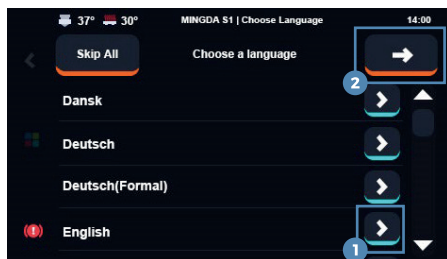 37° 30° MINGDA S1 | Choose Language 14:00
Skip All Choose a language
2
Dansk
Deutsch
Deutsch(Formal)
English
1